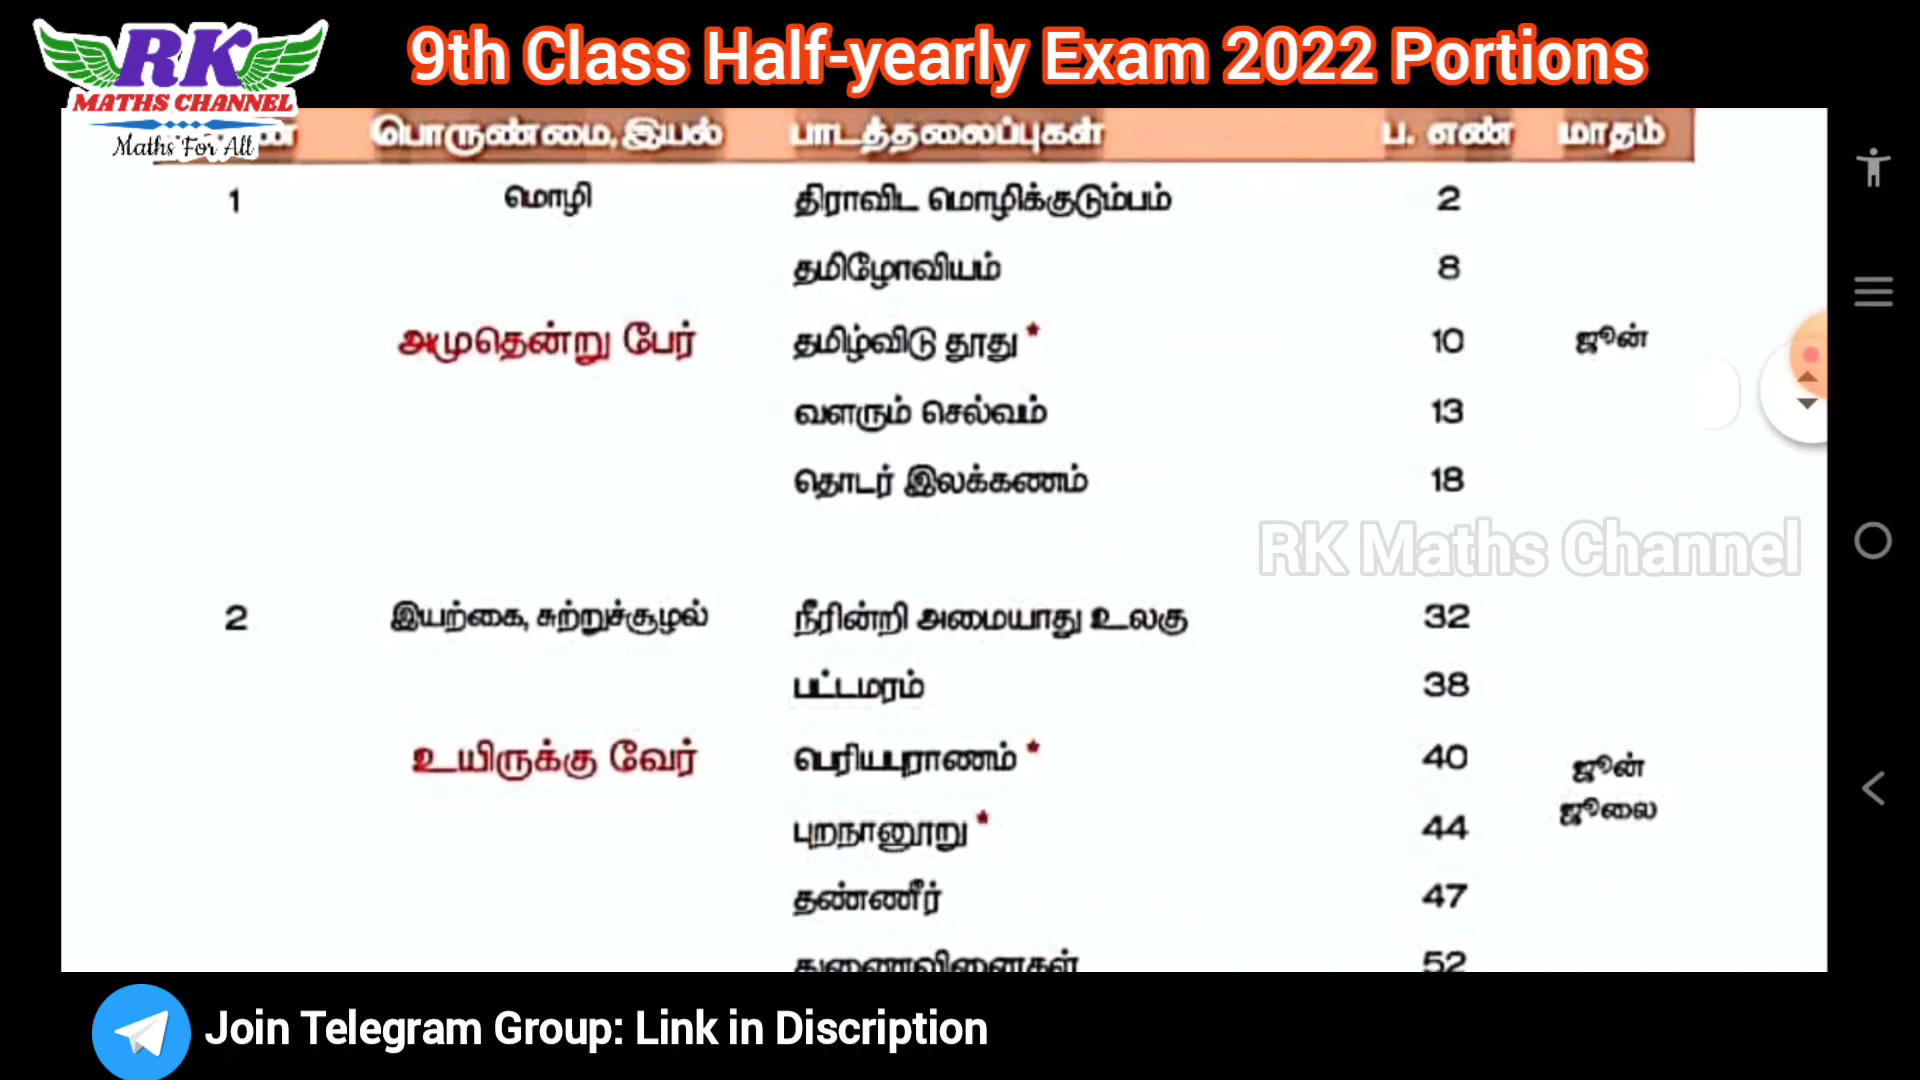 RK
MATHS CHANNEL
Maths For All
9th Class Half-yearly Exam 2022 Portions
பொருண்மை, இயல் பாடத்தலைப்புகள் ப. எண் மாதம்
1 மொழி திராவிட மொழிக்குடும்பம் 2
தமிழோவியம் 8
அமுதென்று பேர் தமிழ்விடு தூது * 10 ஜூன்
வளரும் செல்வம் 13
தொடர் இலக்கணம் 18
RK Maths Channel
2 இயற்கை, சுற்றுச்சூழல் நீரின்றி அமையாது உலகு 32
பட்டமரம் 38
உயிருக்கு வேர் பெரியபுராணம் * 40 ஜூன்
புறநானூறு * 44 ஜூலை
தண்ணீர் 47
துணைவினைகள் 52
Join Telegram Group: Link in Discription